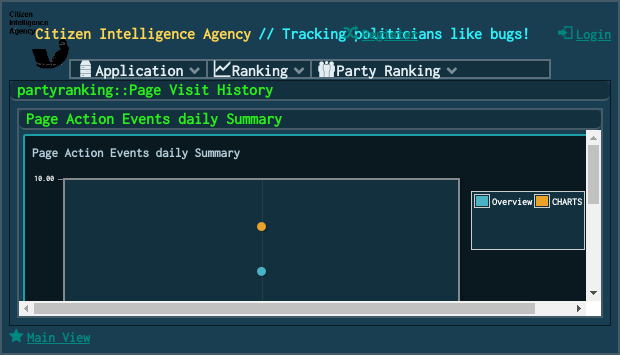 Citizen
Intelligence
Agency
Citizen Intelligence Agency // Tracking politicians like bugs!
Register
Login
Application
Ranking
Party Ranking
partyranking::Page Visit History
Page Action Events daily Summary
Page Action Events daily Summary
10.00
Overview
CHARTS
Main View